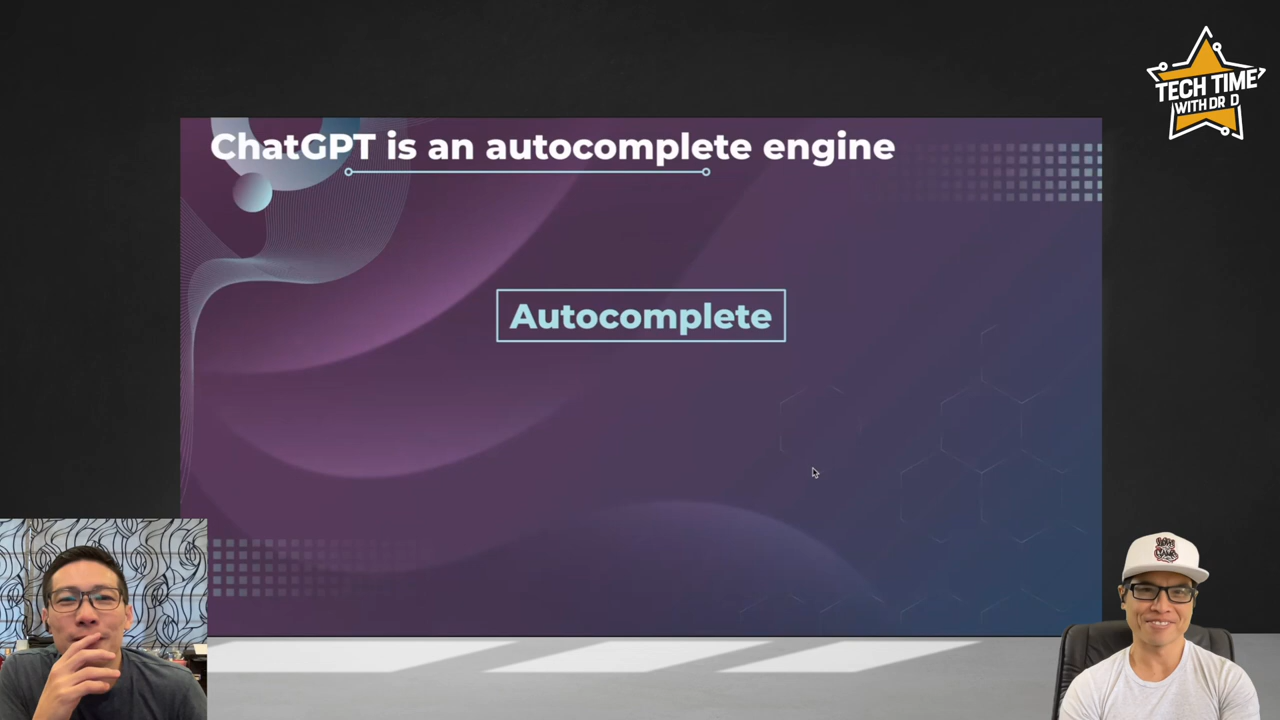 TECH TIME
WITH DR D
ChatGPT is an autocomplete engine
Autocomplete